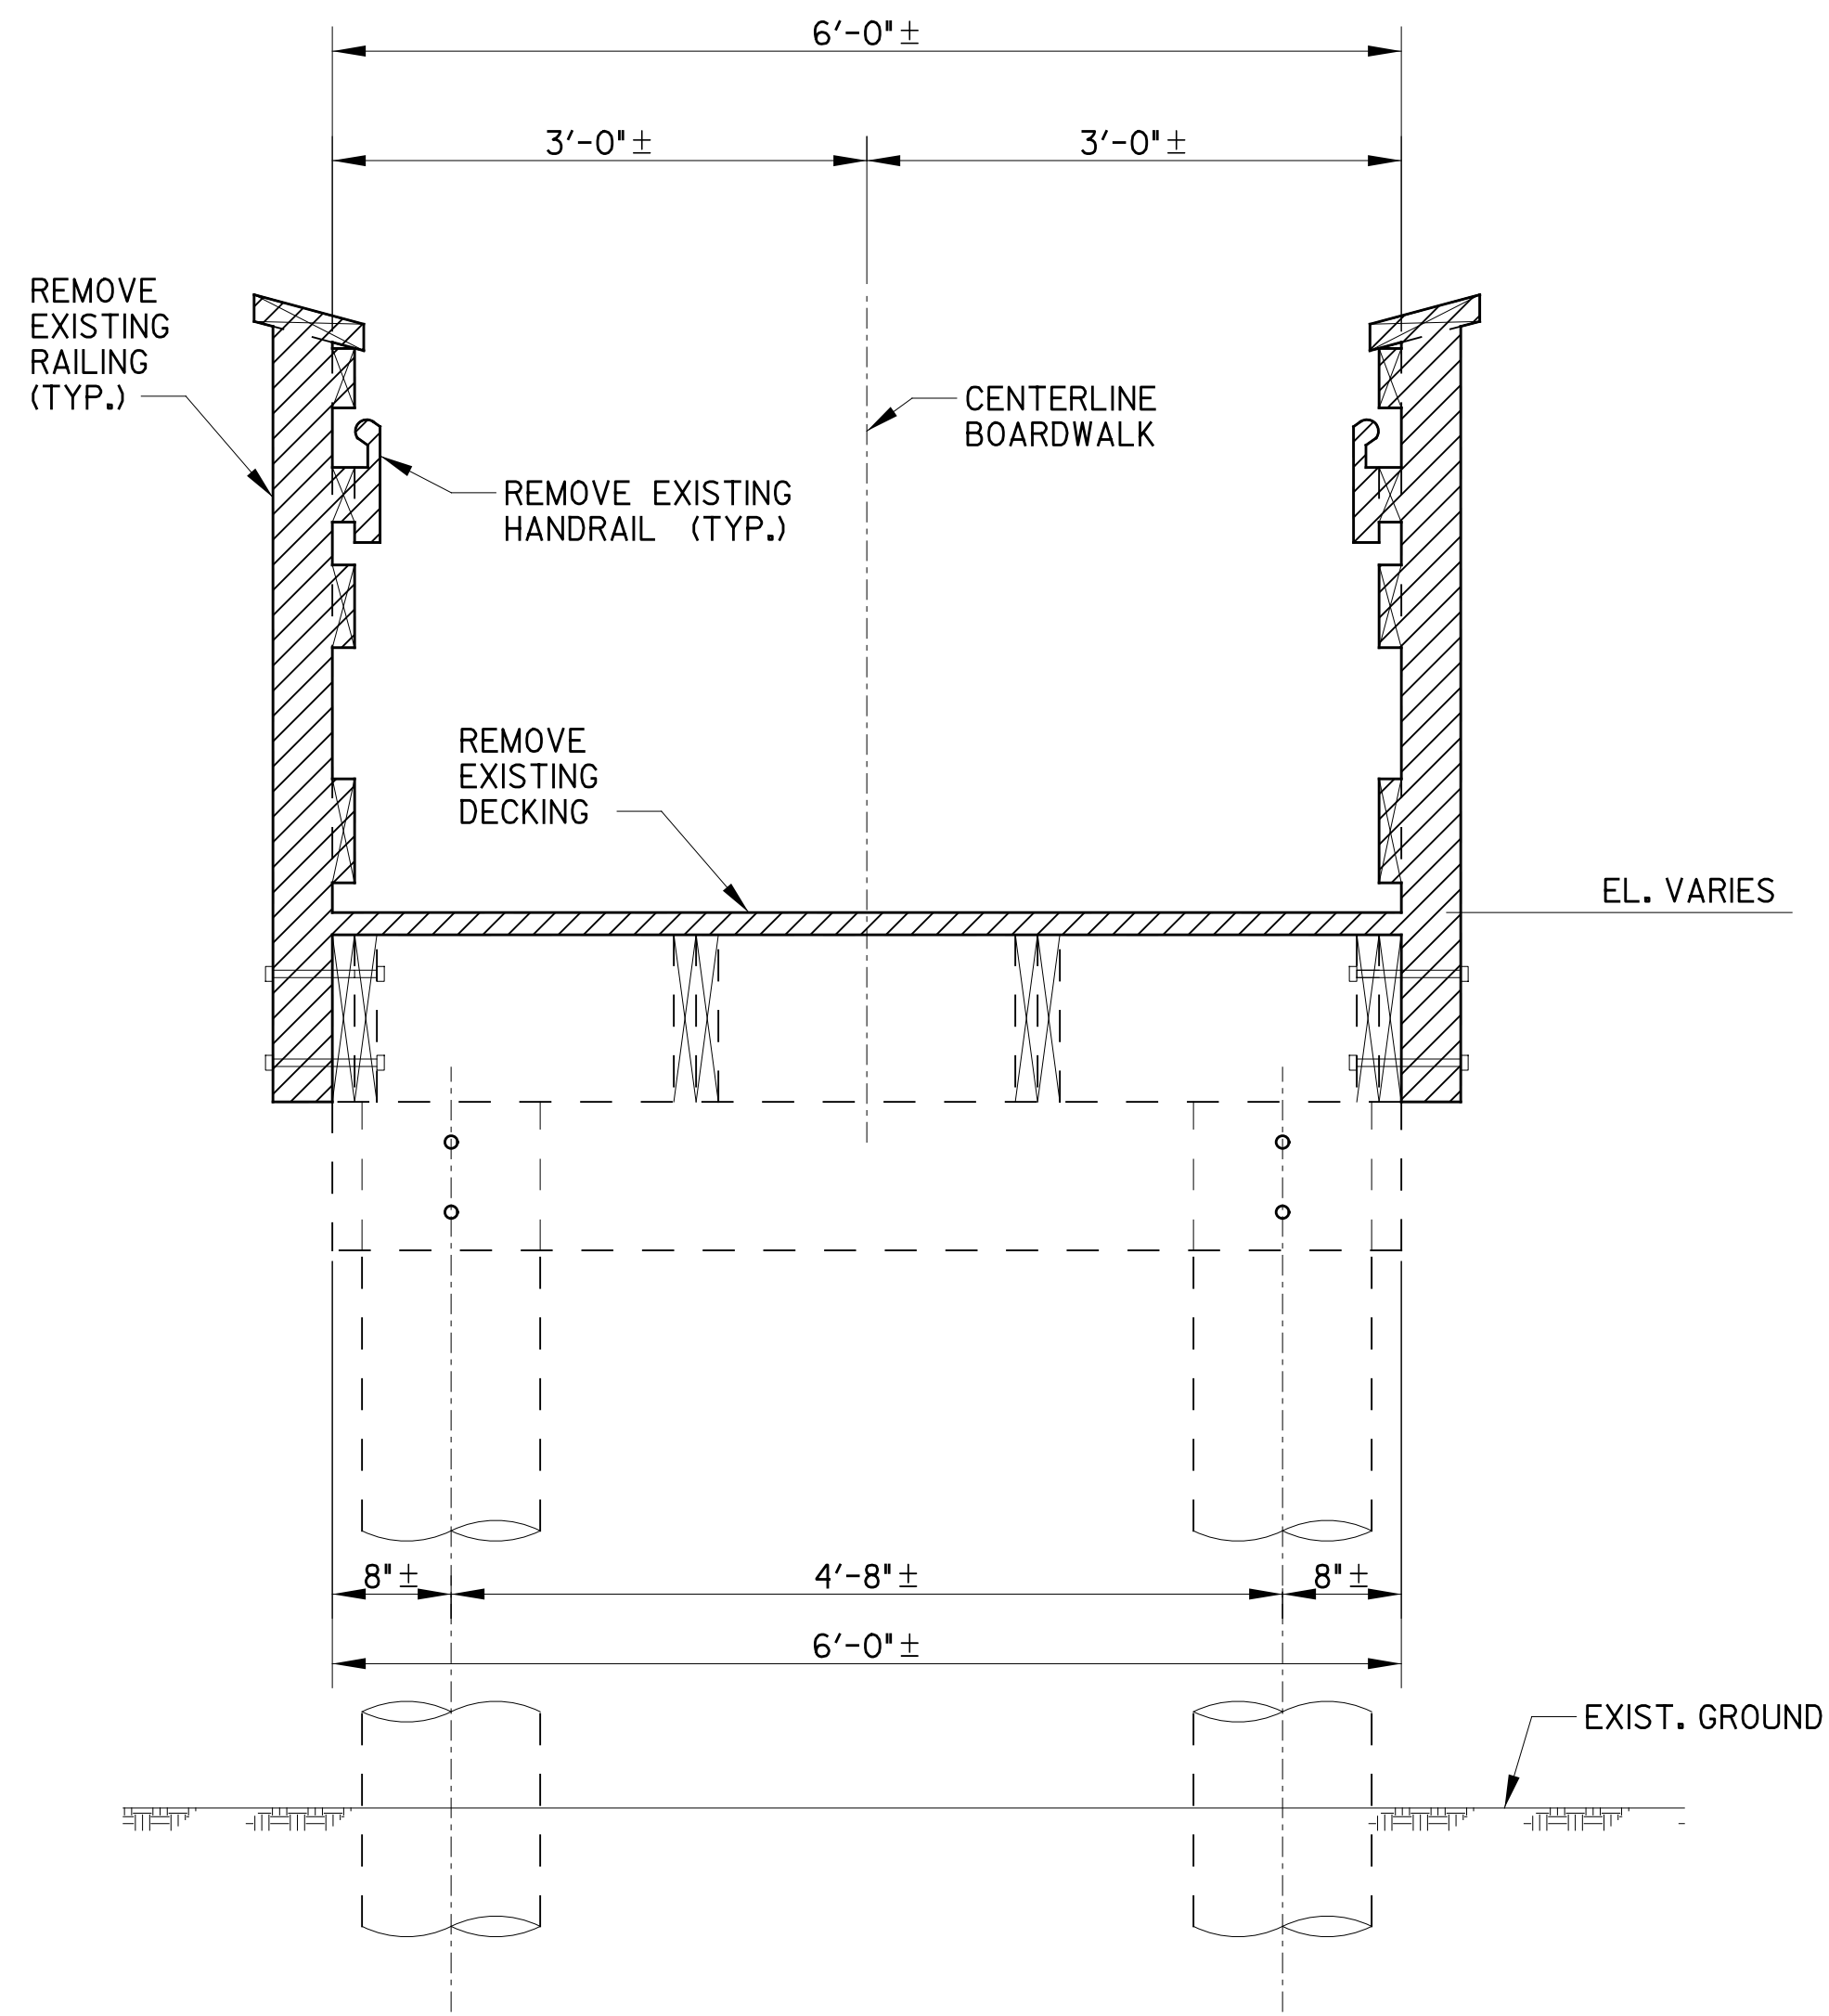 6'-0"±
3'-0"±
3'-0"±
REMOVE
EXISTING
RAILING
(TYP.)
CENTERLINE
BOARDWALK
REMOVE EXISTING
HANDRAIL (TYP.)
REMOVE
EXISTING
DECKING
EL. VARIES
8"±
4'-8"±
8"±
6'-0"±
EXIST. GROUND